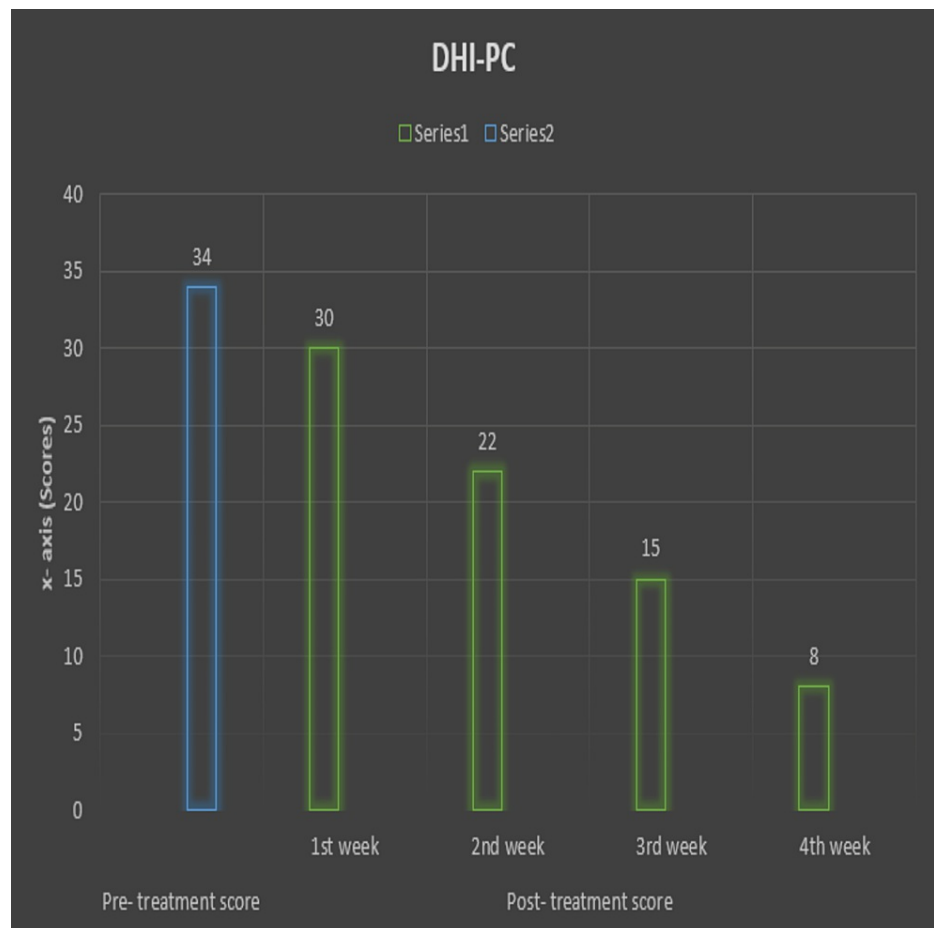 DHI-PC
Series1 Series2
40
35
30
25
20
15
10
5
0
x- axis (Scores)
34
30
22
15
8
1st week 2nd week 3rd week 4th week
Pre- treatment score Post- treatment score